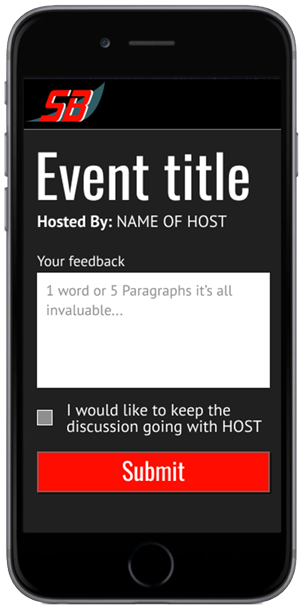 SB
Event title
Hosted By: NAME OF HOST
Your feedback
1 word or 5 Paragraphs it's all
invaluable...
I would like to keep the
discussion going with HOST
Submit